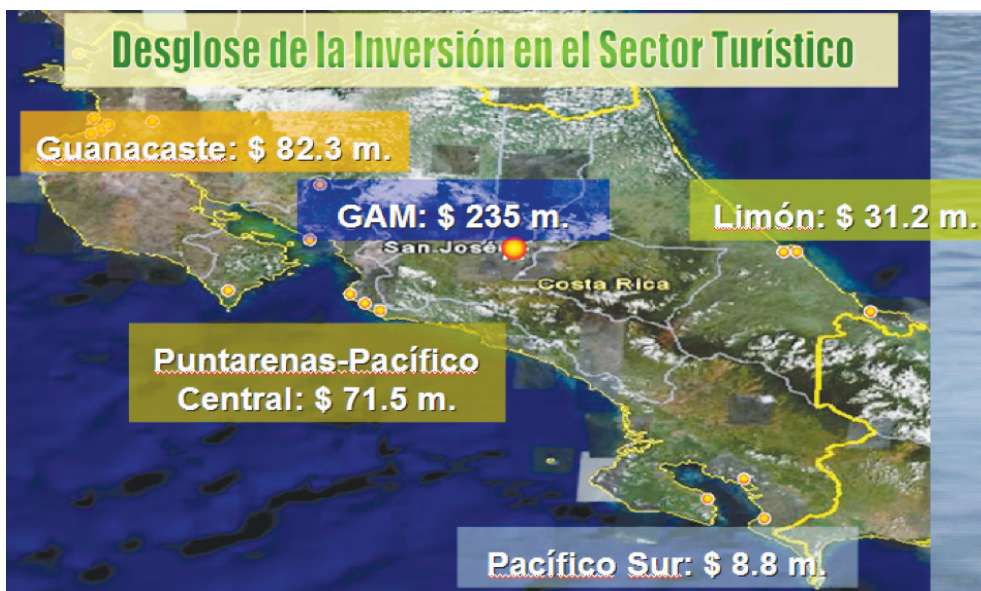 Desglose de la Inversión en el Sector Turístico
Guanacaste: $ 82.3 m.
GAM: $ 235 m.
Limón: $ 31.2 m.
San José
Costa Rica
Puntarenas-Pacífico
Central: $ 71.5 m.
Pacífico Sur: $ 8.8 m.